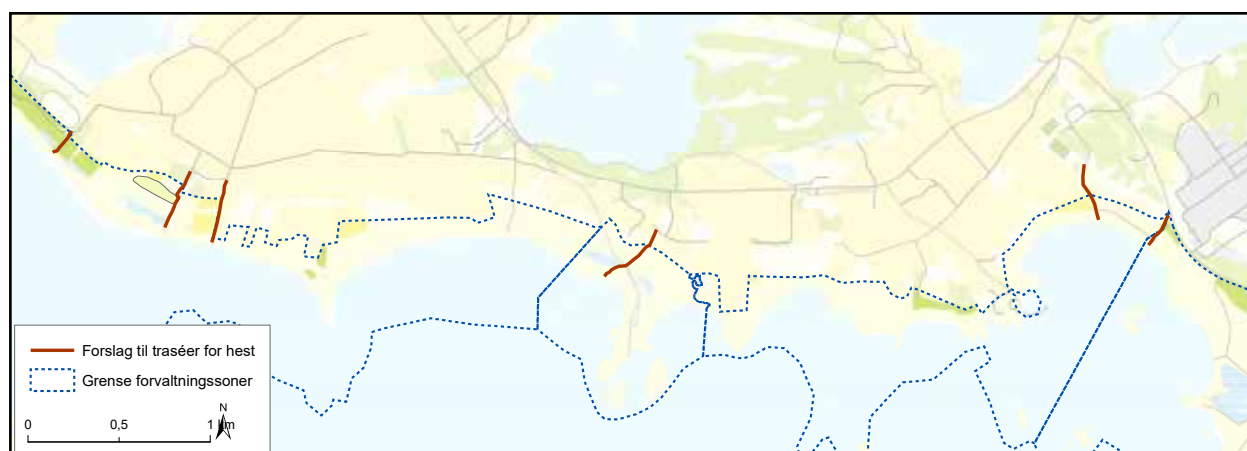 Forslag til traséer for hest
Grense forvaltningssoner
N
0 0,5 1 km